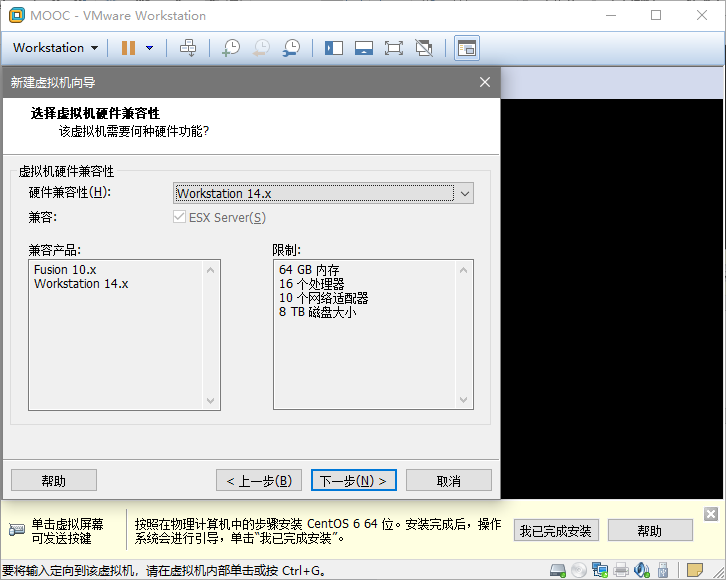 MOOC - VMware Workstation
Workstation
新建虚拟机向导
选择虚拟机硬件兼容性
该虚拟机需要何种硬件功能?
虚拟机硬件兼容性
硬件兼容性(H):
Workstation 14.x
兼容:
ESX Server(S)
兼容产品:
限制:
Fusion 10.x
Workstation 14.x
64 GB 内存
16 个处理器
10 个网络适配器
8 TB 磁盘大小
帮助
< 上一步(B)
下一步(N) >
取消
单击虚拟屏幕
可发送按键
按照在物理计算机中的步骤安装 CentOS 6 64 位。安装完成后，操作
系统会进行引导，单击“我已完成安装”。
我已完成安装
帮助
要将输入定向到该虚拟机，请在虚拟机内部单击或按 Ctrl+G。